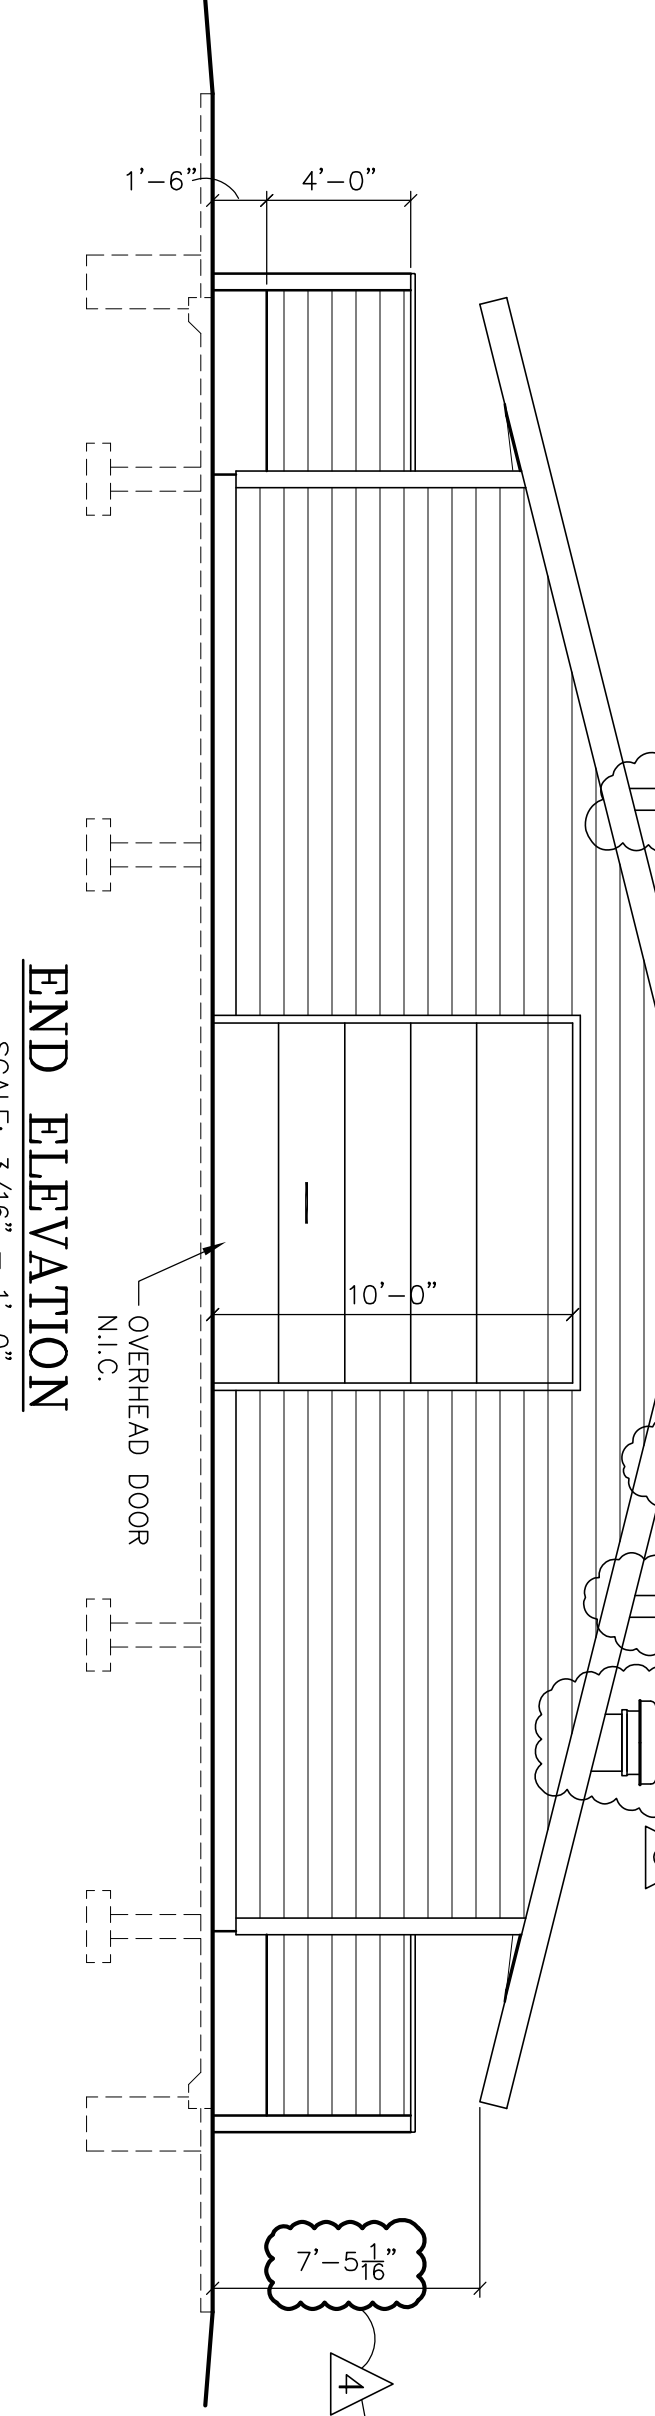 1'-6"
4'-0"
10'-0"
OVERHEAD DOOR
N.I.C.
7'-5 1/16"
4
END ELEVATION